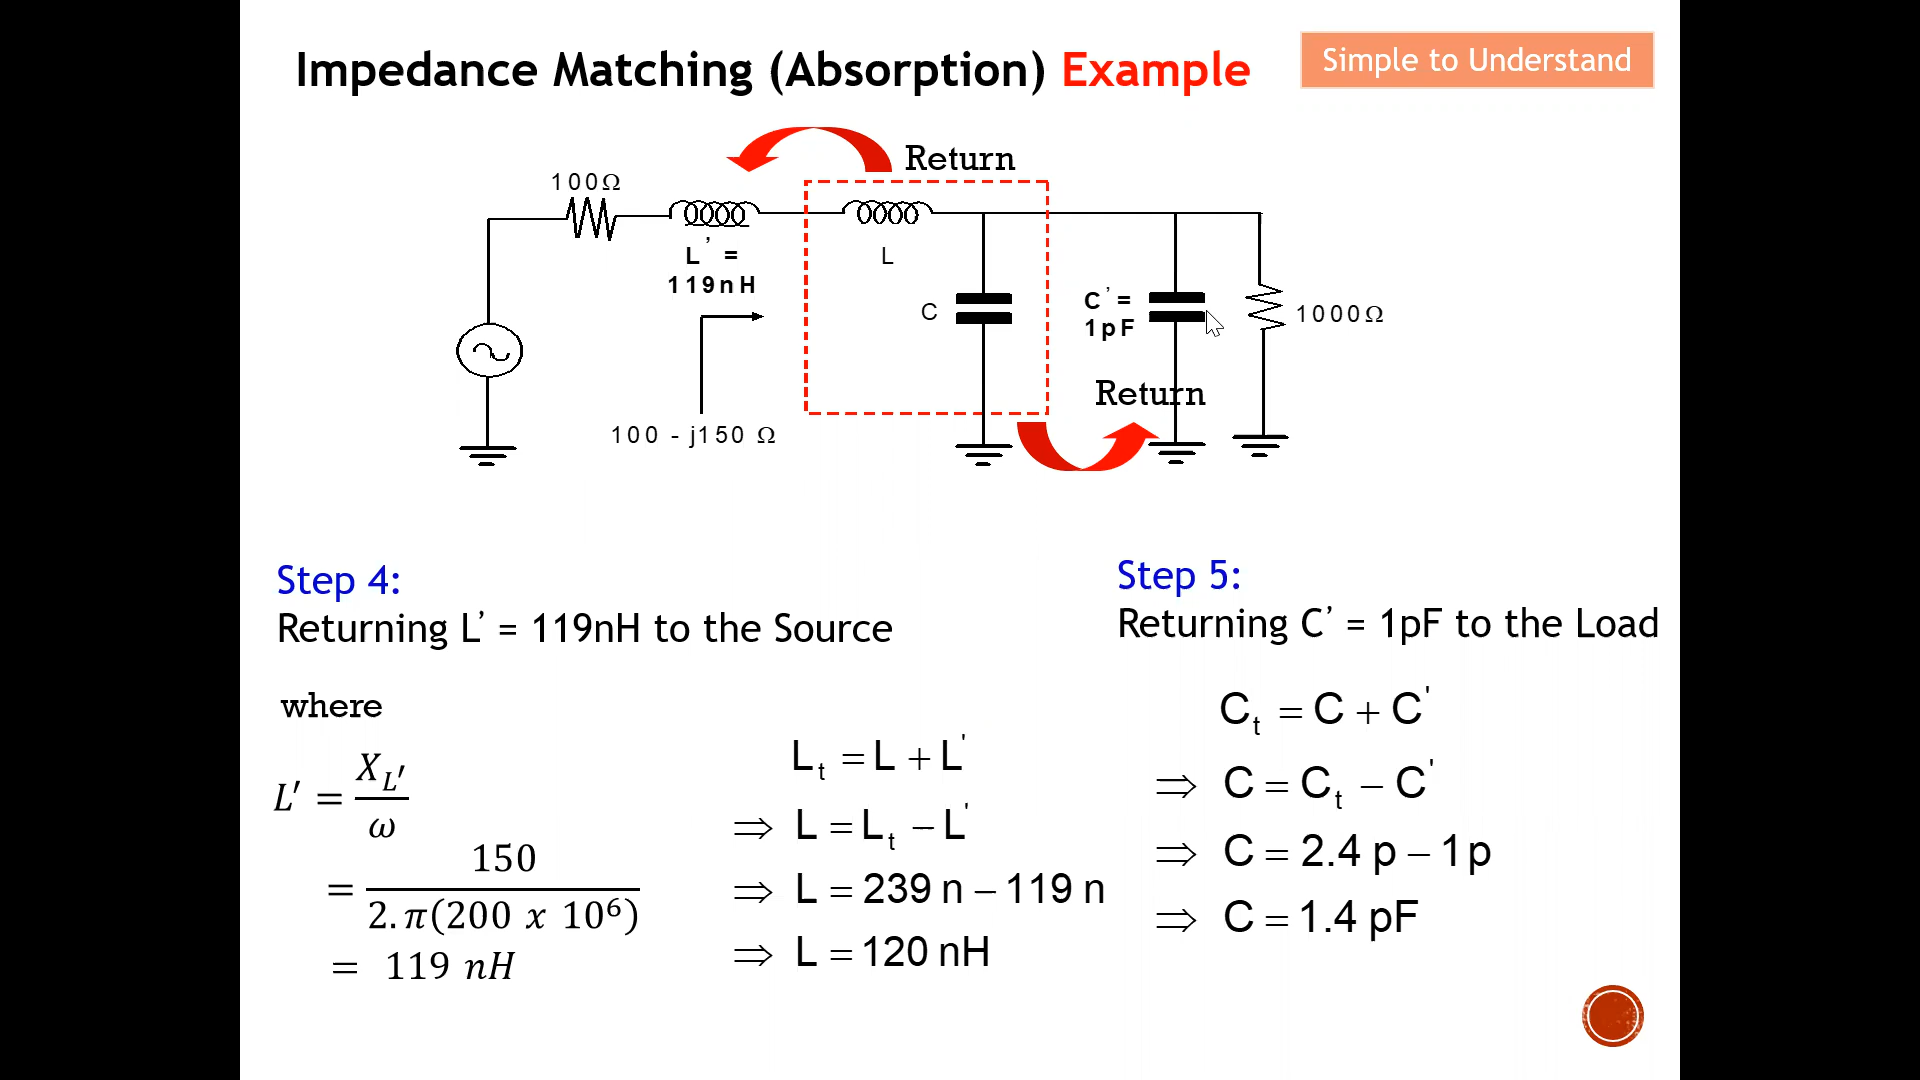 Impedance Matching (Absorption) Example
Simple to Understand
Return
100Ω
L' =
119nH
L
C
C' =
1pF
1000Ω
Return
100 - j150 Ω
Step 4:
Returning L' = 119nH to the Source
where
L′ = X_L′ / ω
= 150 / 2.π(200 x 10⁶)
= 119 nH
L_t = L + L'
⇒ L = L_t − L'
⇒ L = 239 n − 119 n
⇒ L = 120 nH
Step 5:
Returning C' = 1pF to the Load
C_t = C + C'
⇒ C = C_t − C'
⇒ C = 2.4 p − 1p
⇒ C = 1.4 pF